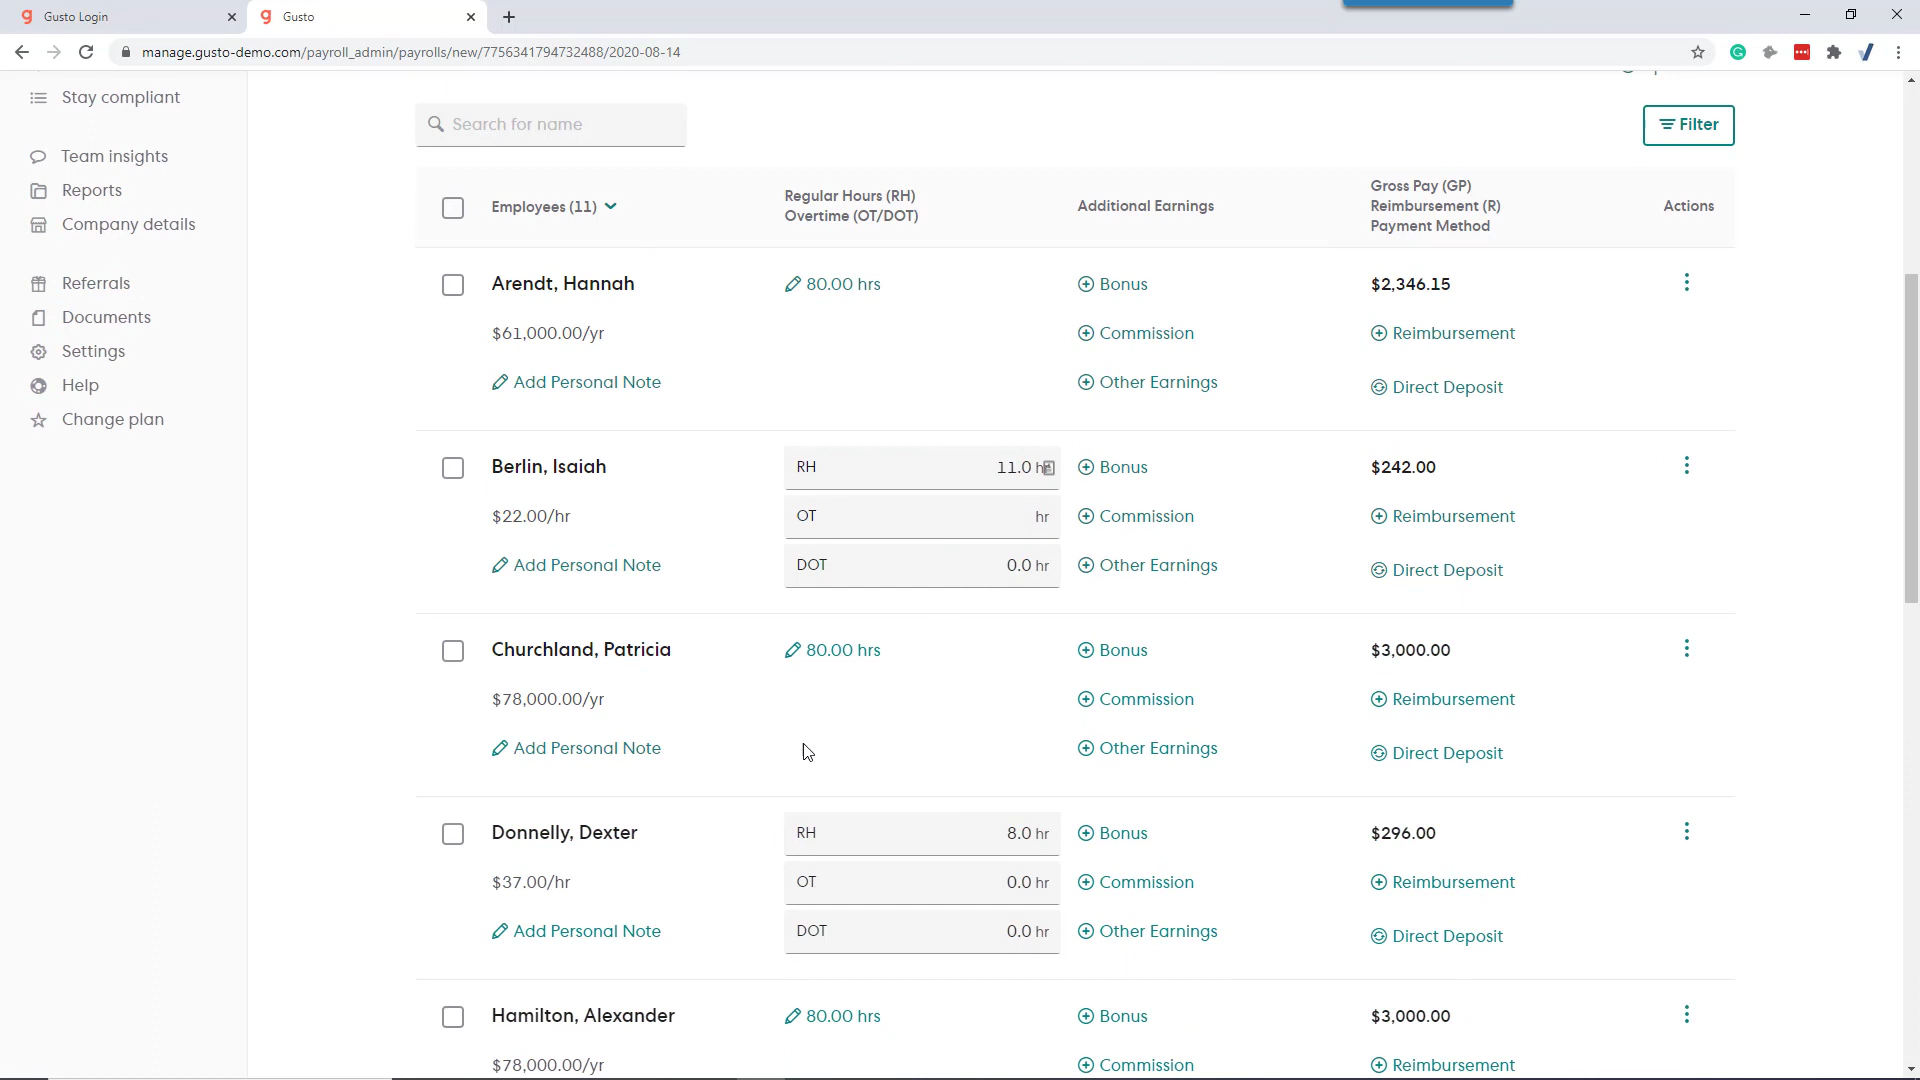 Gusto Login
Gusto
manage.gusto-demo.com/payroll_admin/payrolls/new/7756341794732488/2020-08-14
Stay compliant
Team insights
Reports
Company details
Referrals
Documents
Settings
Help
Change plan
Search for name
Filter
Employees (11)
Regular Hours (RH)
Overtime (OT/DOT)
Additional Earnings
Gross Pay (GP)
Reimbursement (R)
Payment Method
Actions
Arendt, Hannah
80.00 hrs
Bonus
$2,346.15
$61,000.00/yr
Commission
Reimbursement
Add Personal Note
Other Earnings
Direct Deposit
Berlin, Isaiah
RH 11.0
Bonus
$242.00
$22.00/hr
OT hr
Commission
Reimbursement
Add Personal Note
DOT 0.0 hr
Other Earnings
Direct Deposit
Churchland, Patricia
80.00 hrs
Bonus
$3,000.00
$78,000.00/yr
Commission
Reimbursement
Add Personal Note
Other Earnings
Direct Deposit
Donnelly, Dexter
RH 8.0 hr
Bonus
$296.00
$37.00/hr
OT 0.0 hr
Commission
Reimbursement
Add Personal Note
DOT 0.0 hr
Other Earnings
Direct Deposit
Hamilton, Alexander
80.00 hrs
Bonus
$3,000.00
$78,000.00/yr
Commission
Reimbursement